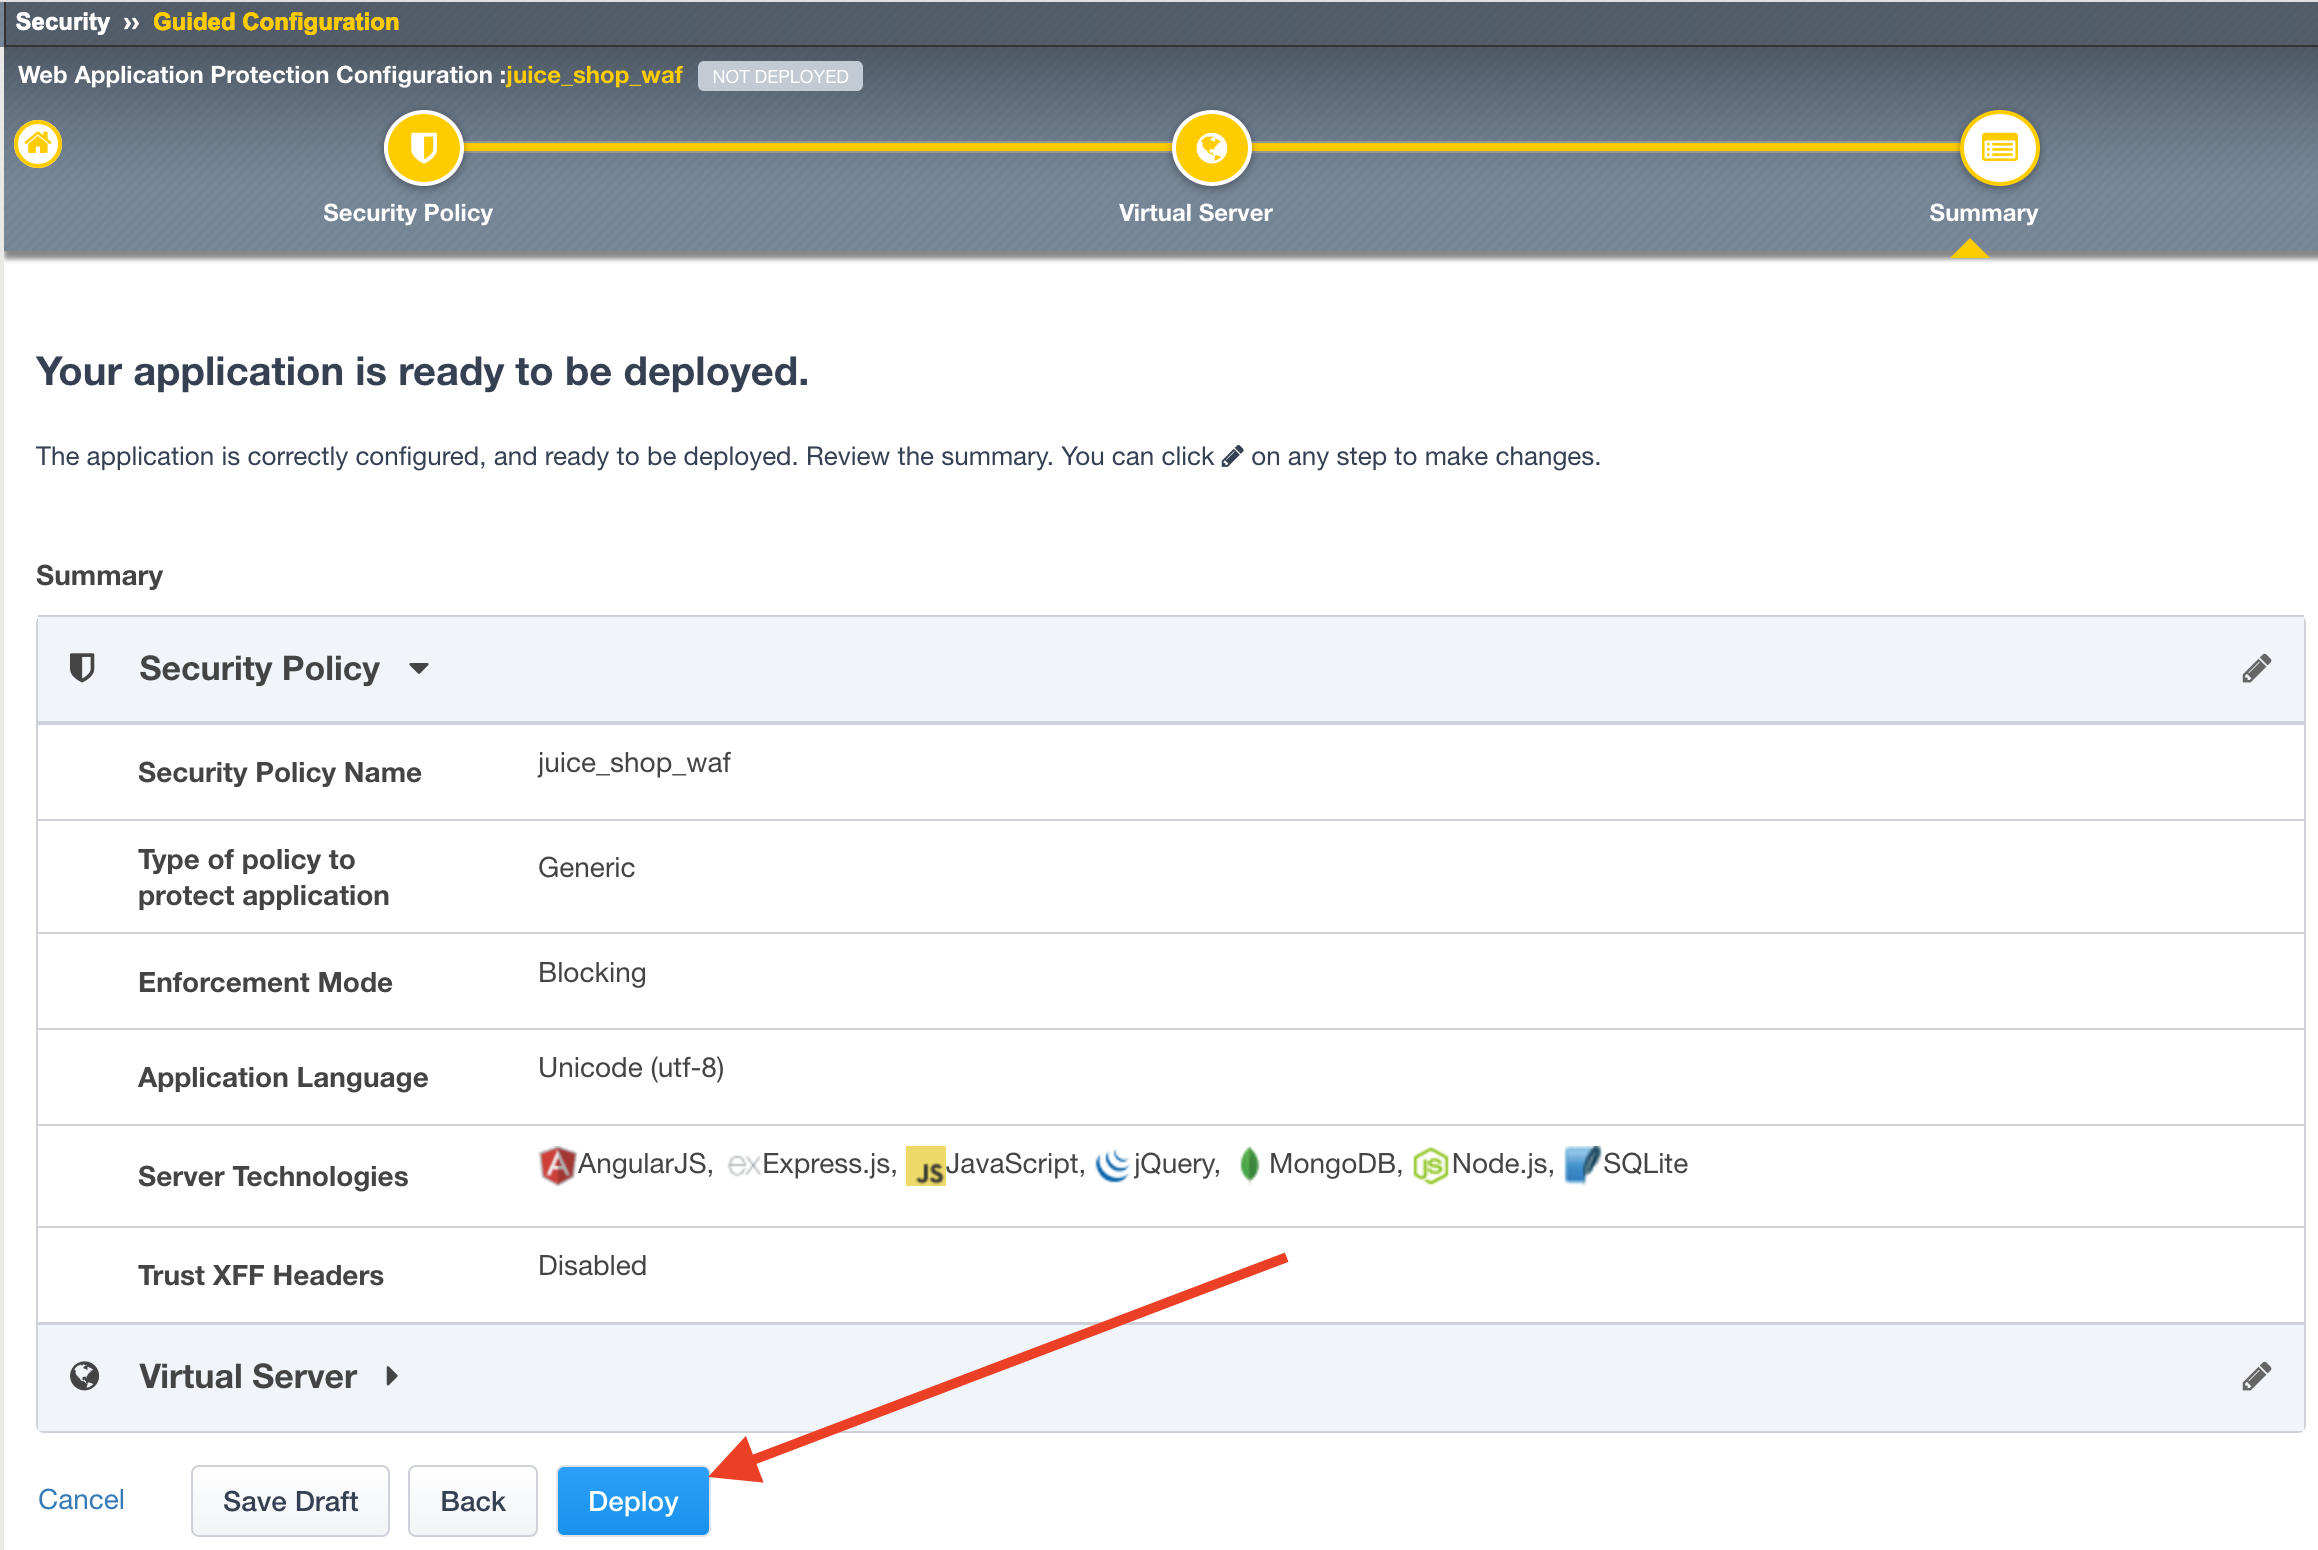 Security » Guided Configuration
Web Application Protection Configuration :juice_shop_waf NOT DEPLOYED
Security Policy Virtual Server Summary
Your application is ready to be deployed.
The application is correctly configured, and ready to be deployed. Review the summary. You can click on any step to make changes.
Summary
Security Policy
Security Policy Name juice_shop_waf
Type of policy to
protect application
Generic
Enforcement Mode Blocking
Application Language Unicode (utf-8)
Server Technologies AngularJS, ex Express.js, JS JavaScript, jQuery, MongoDB, JS Node.js, SQLite
Trust XFF Headers Disabled
Virtual Server
Cancel Save Draft Back Deploy